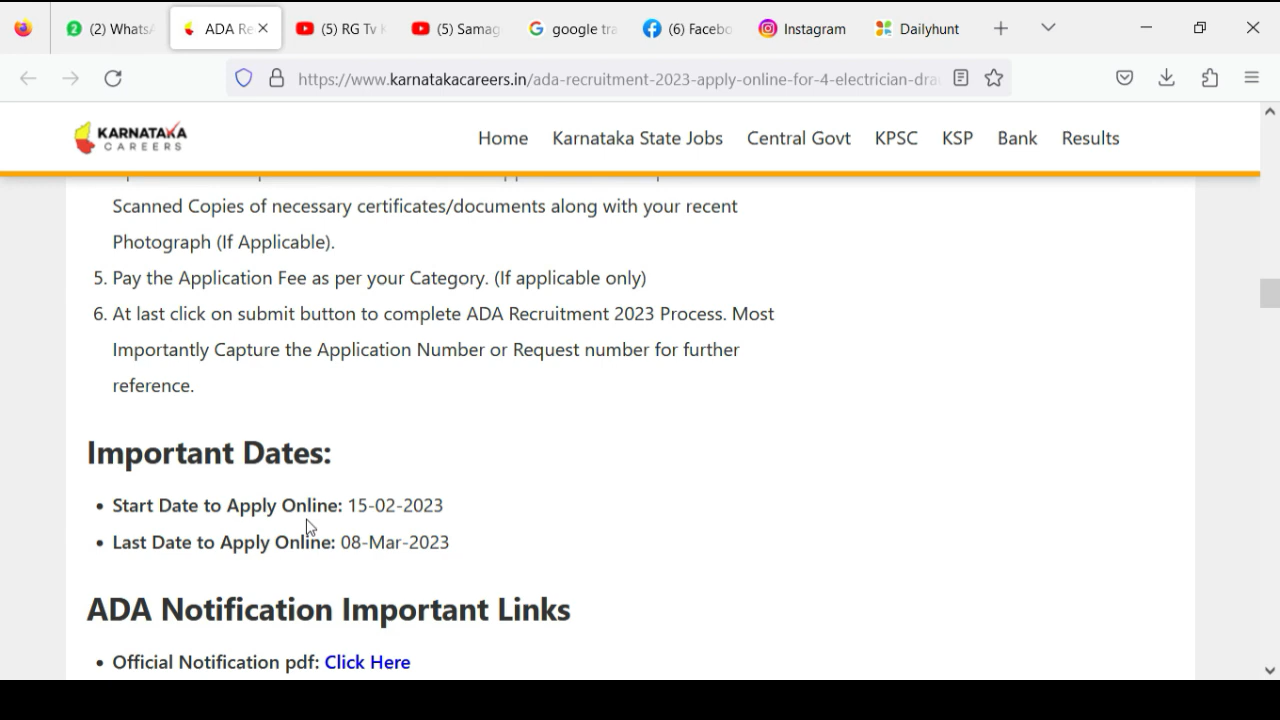 (2) WhatsA
ADA Re
(5) RG Tv K
(5) Samag
google tra
(6) Facebo
Instagram
Dailyhunt
https://www.karnatakacareers.in/ada-recruitment-2023-apply-online-for-4-electrician-dra
KARNATAKA
CAREERS
Home
Karnataka State Jobs
Central Govt
KPSC
KSP
Bank
Results
Scanned Copies of necessary certificates/documents along with your recent
Photograph (If Applicable).
5. Pay the Application Fee as per your Category. (If applicable only)
6. At last click on submit button to complete ADA Recruitment 2023 Process. Most
Importantly Capture the Application Number or Request number for further
reference.
Important Dates:
• Start Date to Apply Online: 15-02-2023
• Last Date to Apply Online: 08-Mar-2023
ADA Notification Important Links
• Official Notification pdf: Click Here